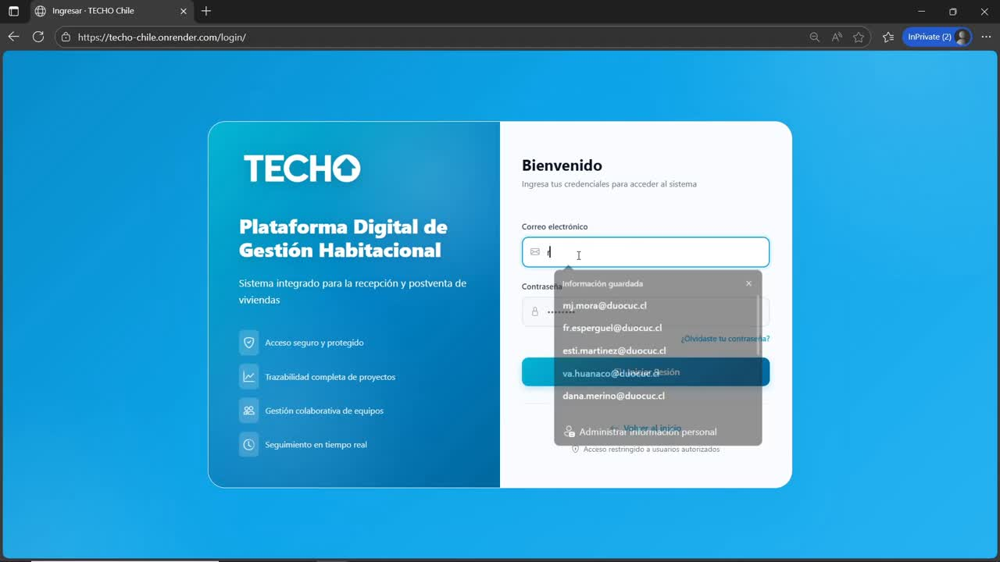 Ingresar · TECHO Chile
https://techo-chile.onrender.com/login/
InPrivate (2)
TECHO
Plataforma Digital de
Gestión Habitacional
Sistema integrado para la recepción y postventa de
viviendas
Acceso seguro y protegido
Trazabilidad completa de proyectos
Gestión colaborativa de equipos
Seguimiento en tiempo real
Bienvenido
Ingresa tus credenciales para acceder al sistema
Correo electrónico
Contraseña
¿Olvidaste tu contraseña?
Iniciar Sesión
Volver al inicio
Acceso restringido a usuarios autorizados
Información guardada
mj.mora@duocuc.cl
fr.esperguel@duocuc.cl
esti.martinez@duocuc.cl
va.huanaco@duocuc.cl
dana.merino@duocuc.cl
Administrar información personal